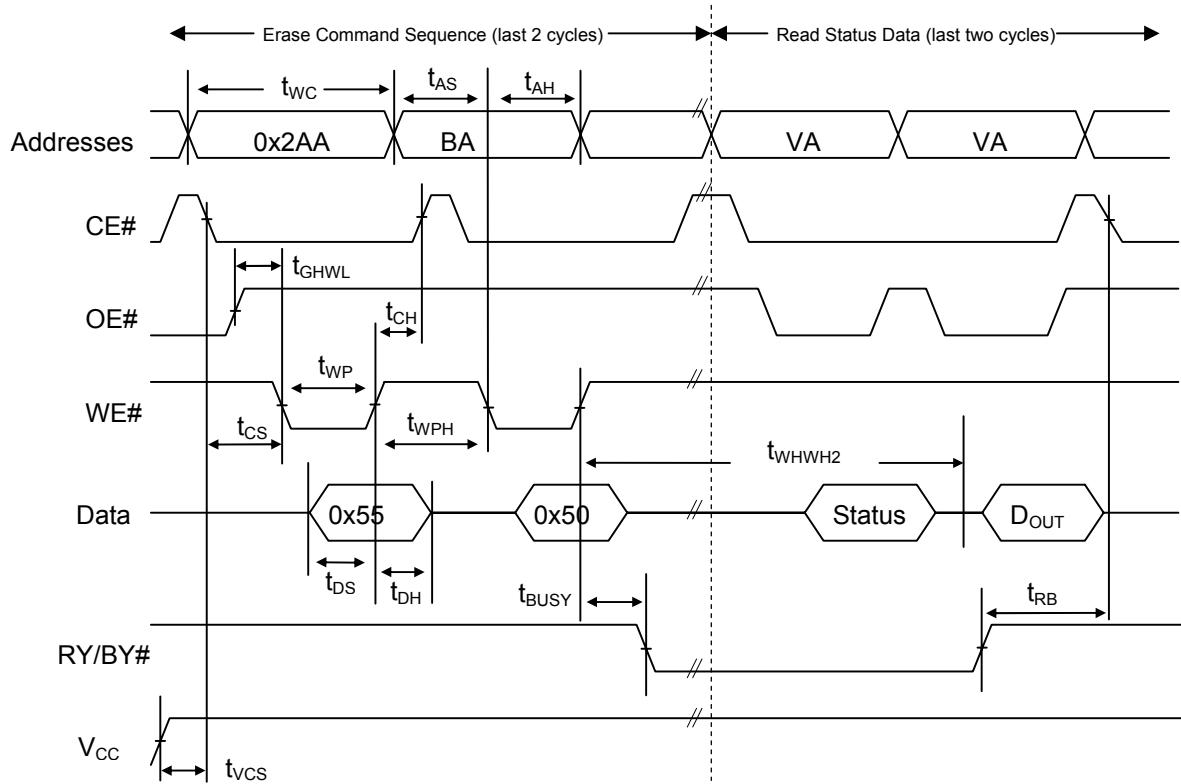 Erase Command Sequence (last 2 cycles) Read Status Data (last two cycles)
tWC tAS tAH
Addresses 0x2AA BA VA VA
CE#
tGHWL
OE#
tCH
tWP
WE#
tCS tWPH
tWHWH2
Data 0x55 0x50 Status DOUT
tDS tDH
tBUSY tRB
RY/BY#
VCC
tVCS